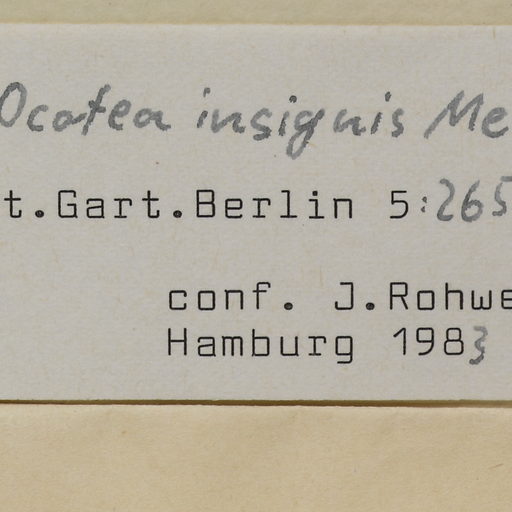 Ocotea insignis Me
t.Gart.Berlin 5:265
conf. J.Rohwe
Hamburg 1983